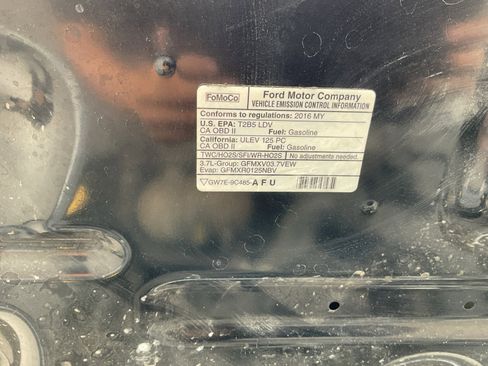 FoMoCo
Ford Motor Company
VEHICLE EMISSION CONTROL INFORMATION
Conforms to regulations: 2016 MY
U.S. EPA: T2B5 LDV
CA OBD II Fuel: Gasoline
California: ULEV 125 PC
CA OBD II Fuel: Gasoline
TWC/HO2S/SFI/WR-HO2S No adjustments needed.
3.7L-Group: GFMXV03.7VEW
Evap: GFMXR0125NBV
GW7E-9C485-AFU